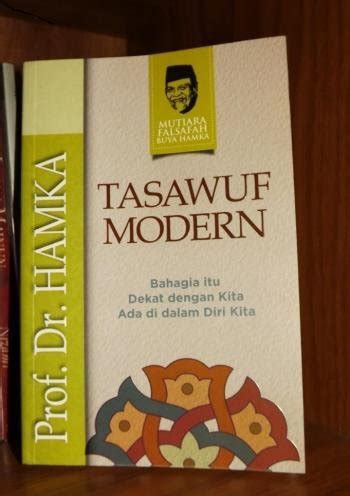 MUTIARA
FALSAFAH
BUYA HAMKA
Prof. Dr. HAMKA
TASAWUF
MODERN
Bahagia itu
Dekat dengan Kita
Ada di dalam Diri Kita